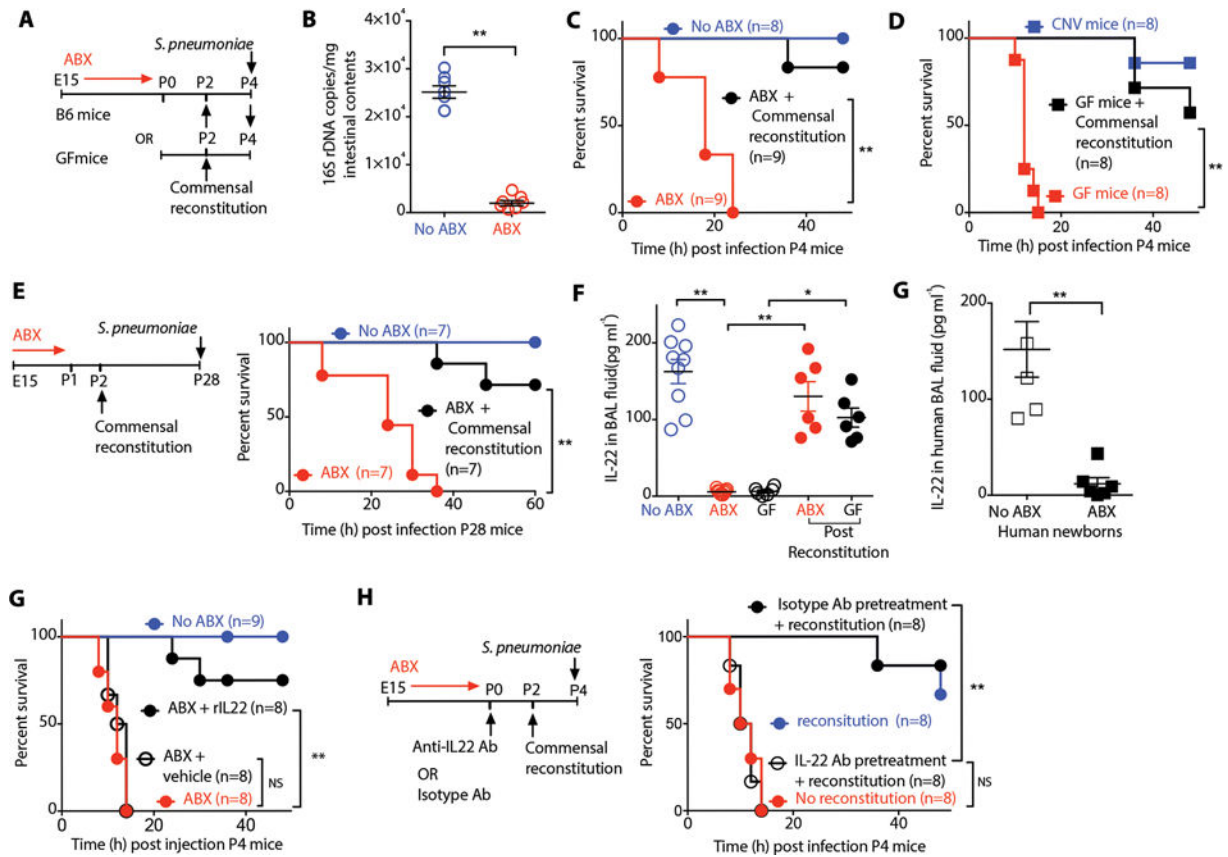 A
ABX
S. pneumoniae
E15
P0
P2
P4
B6 mice
OR
P2
P4
GFmice
Commensal
reconstitution
B
16S rDNA copies/mg
intestinal contents
4×10⁴
3×10⁴
2×10⁴
1×10⁴
0
**
No ABX
ABX
C
Percent survival
100
50
0
0
20
40
No ABX (n=8)
ABX +
Commensal
reconstitution
(n=9)
**
ABX (n=9)
Time (h) post infection P4 mice
D
Percent survival
100
50
0
0
20
40
CNV mice (n=8)
GF mice +
Commensal
reconstitution
(n=8)
**
GF mice (n=8)
Time (h) post infection P4 mice
E
ABX
S. pneumoniae
E15
P1
P2
P28
Commensal
reconstitution
Percent survival
100
50
0
0
20
40
60
No ABX (n=7)
ABX +
Commensal
reconstitution
(n=7)
**
ABX (n=7)
Time (h) post infection P28 mice
F
IL-22 in BAL fluid(pg ml⁻¹)
200
100
0
**
**
*
No ABX
ABX
GF
ABX
GF
Post
Reconstitution
G
IL-22 in human BAL fluid (pg ml⁻¹)
200
100
0
**
No ABX
ABX
Human newborns
G
Percent survival
100
50
0
0
20
40
No ABX (n=9)
ABX + rIL22 (n=8)
ABX +
vehicle (n=8)
NS
**
ABX (n=8)
Time (h) post injection P4 mice
H
ABX
S. pneumoniae
E15
P0
P2
P4
Anti-IL22 Ab
OR
Isotype Ab
Commensal
reconstitution
Percent survival
100
50
0
0
20
40
Isotype Ab pretreatment
+ reconstitution (n=8)
**
reconsitution (n=8)
IL-22 Ab pretreatment
+ reconstitution (n=8)
NS
No reconstitution (n=8)
Time (h) post infection P4 mice